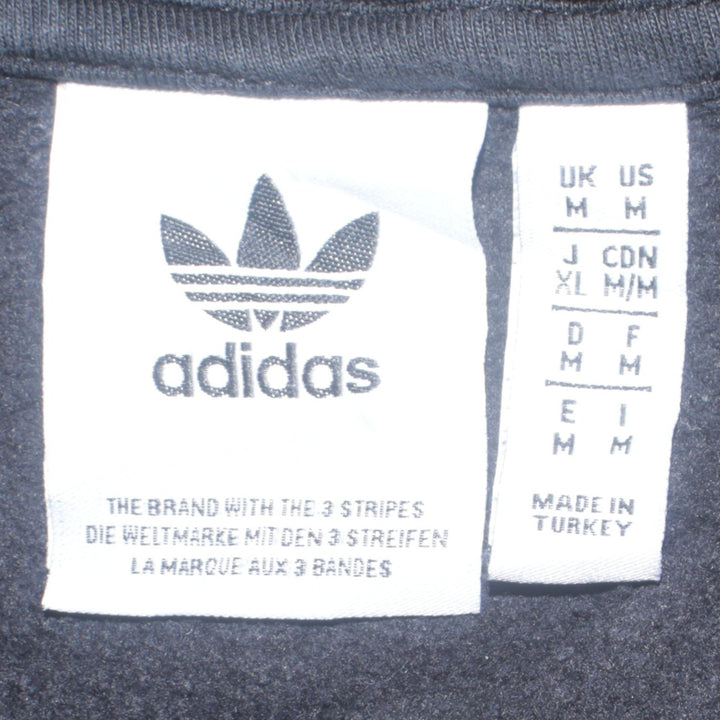 adidas
THE BRAND WITH THE 3 STRIPES
DIE WELTMARKE MIT DEN 3 STREIFEN
LA MARQUE AUX 3 BANDES
UK US
M M
J CDN
XL M/M
D F
M M
E I
M M
MADE IN
TURKEY